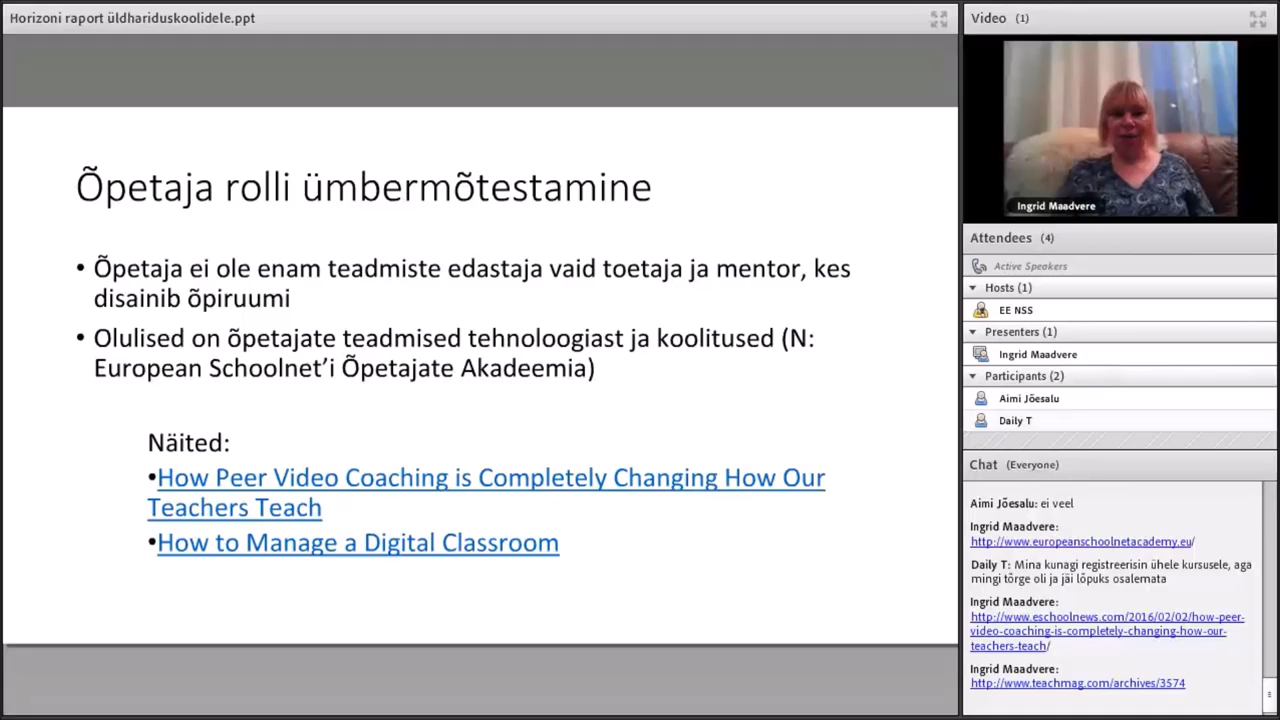 Horizoni raport üldhariduskoolidele.ppt
Õpetaja rolli ümbermõtestamine
• Õpetaja ei ole enam teadmiste edastaja vaid toetaja ja mentor, kes
disainib õpiruumi
• Olulised on õpetajate teadmised tehnoloogiast ja koolitused (N:
European Schoolnet’i Õpetajate Akadeemia)
Näited:
•How Peer Video Coaching is Completely Changing How Our
Teachers Teach
•How to Manage a Digital Classroom
Video (1)
Ingrid Maadvere
Attendees (4)
Active Speakers
Hosts (1)
EE NSS
Presenters (1)
Ingrid Maadvere
Participants (2)
Aimi Jõesalu
Daily T
Chat (Everyone)
Aimi Jõesalu: ei veel
Ingrid Maadvere:
http://www.europeanschoolnetacademy.eu/
Daily T: Mina kunagi registreerisin ühele kursusele, aga
mingi tõrge oli ja jäi lõpuks osalemata
Ingrid Maadvere:
http://www.eschoolnews.com/2016/02/02/how-peer-
video-coaching-is-completely-changing-how-our-
teachers-teach/
Ingrid Maadvere:
http://www.teachmag.com/archives/3574